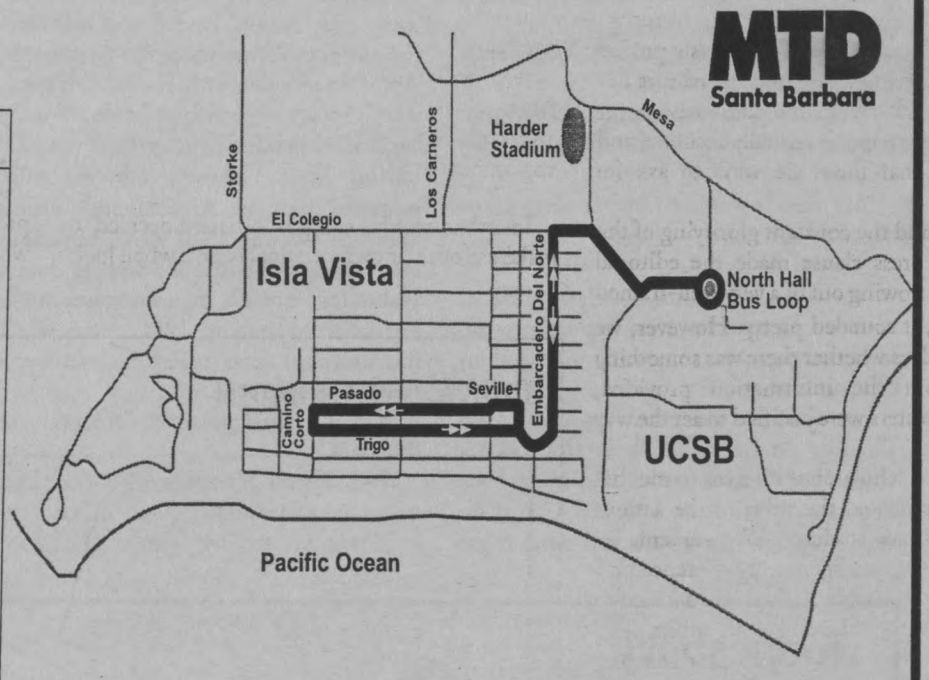 MTD
Santa Barbara
Mesa
Harder
Stadium
Storke
Los Carneros
El Colegio
Isla Vista
Embarcadero Del Norte
North Hall
Bus Loop
Pasado
Seville
Camino
Corto
Trigo
UCSB
Pacific Ocean